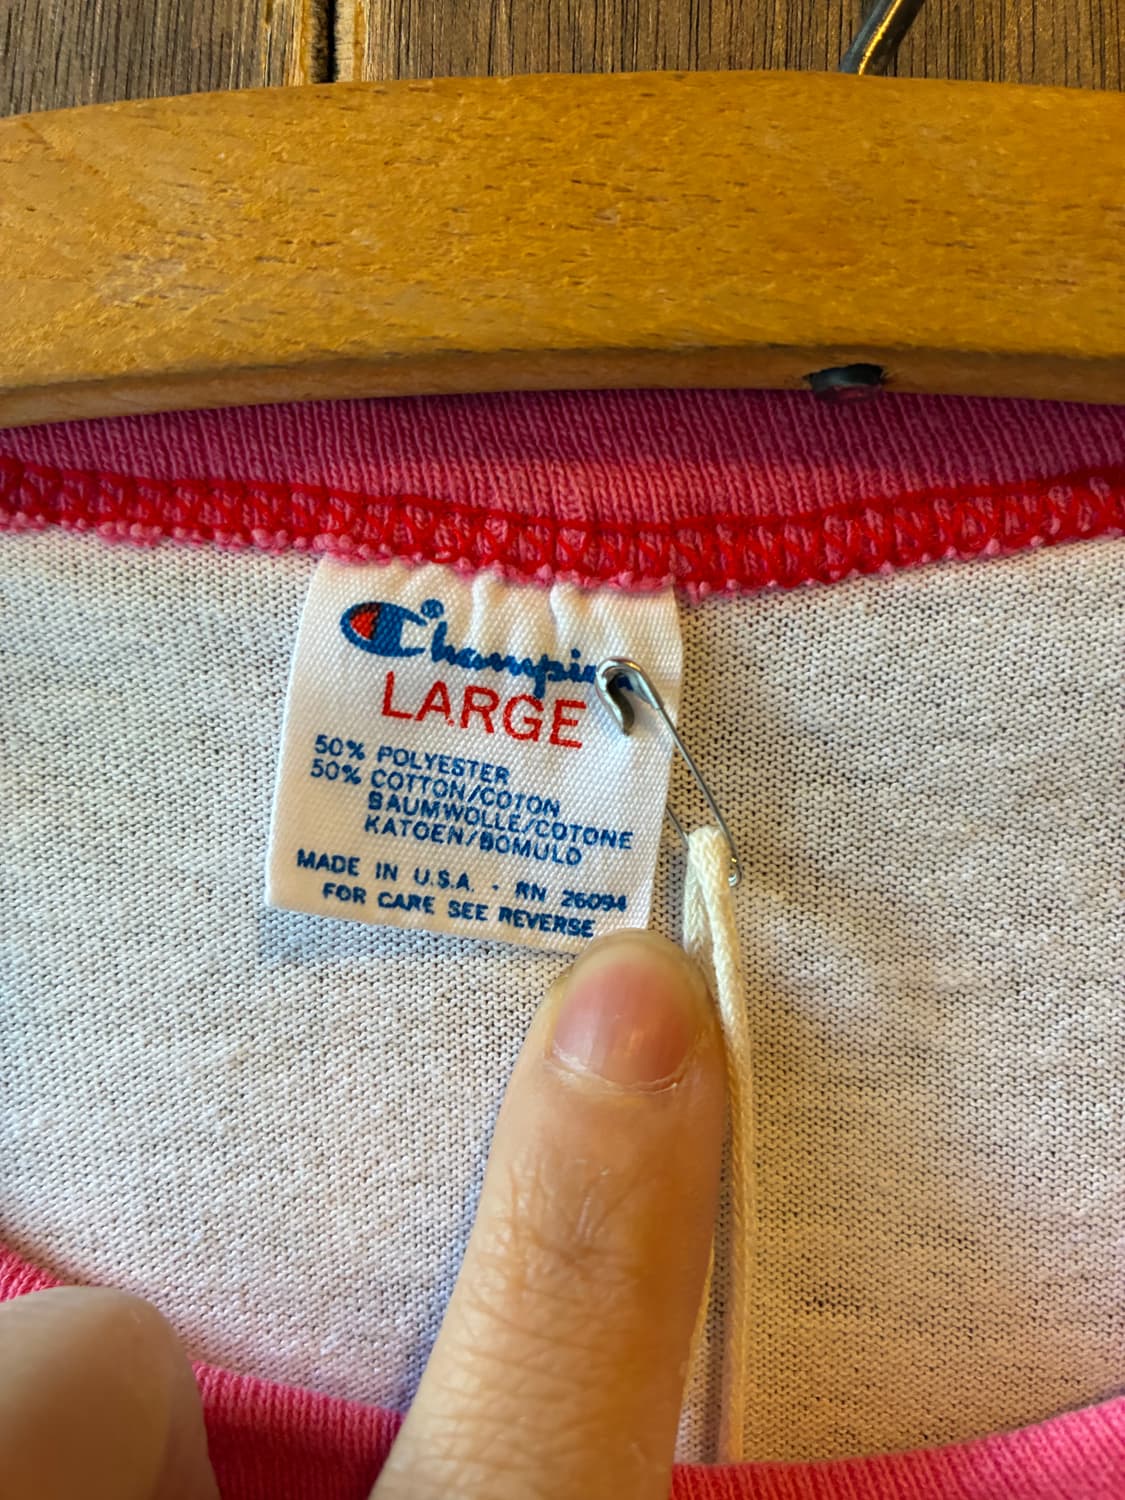 Champion
LARGE
50% POLYESTER
50% COTTON/COTON
BAUMWOLLE/COTONE
KATOEN/BOMULD
MADE IN U.S.A. - RN 26094
FOR CARE SEE REVERSE